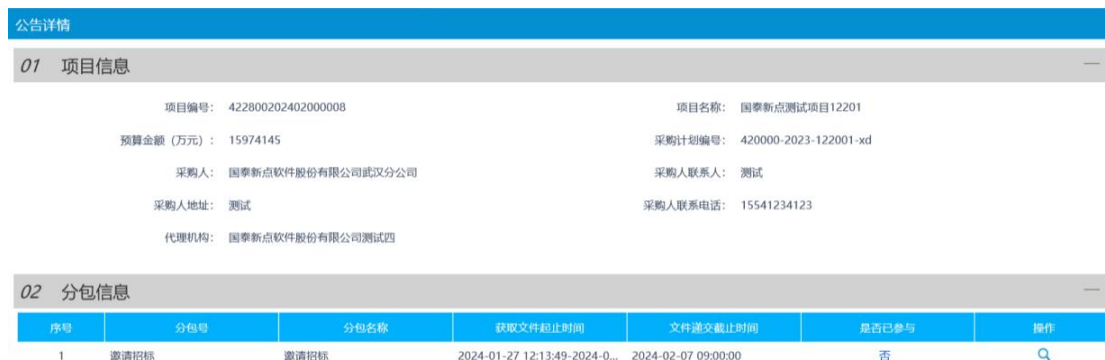 公告详情
01 项目信息
项目编号： 422800202402000008 项目名称： 国泰新点测试项目12201
预算金额（万元）： 15974145 采购计划编号： 420000-2023-122001-xd
采购人： 国泰新点软件股份有限公司武汉分公司 采购人联系人： 测试
采购人地址： 测试 采购人联系电话： 15541234123
代理机构： 国泰新点软件股份有限公司测试四
02 分包信息
序号 分包号 分包名称 获取文件起止时间 文件递交截止时间 是否已参与 操作
1 邀请招标 邀请招标 2024-01-27 12:13:49-2024-0... 2024-02-07 09:00:00 否